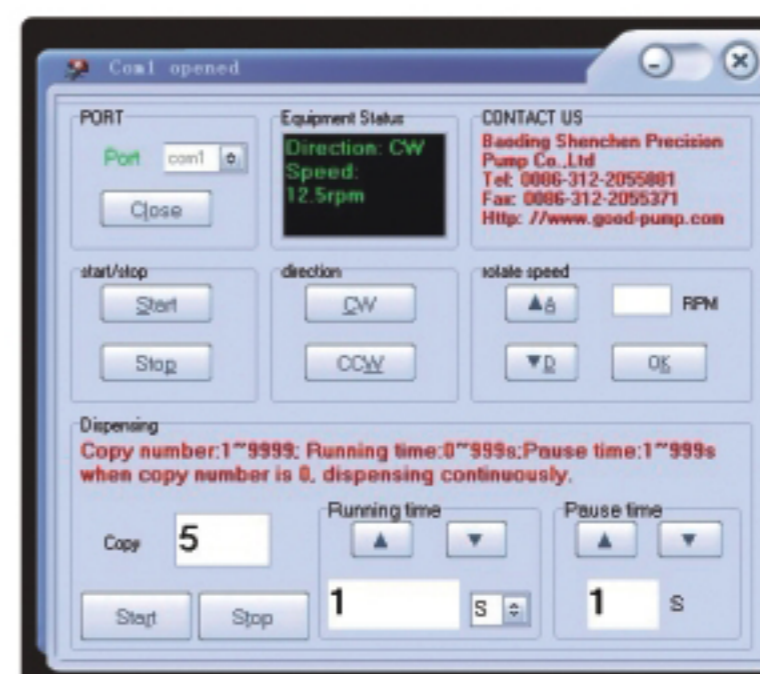 Com1 opened
PORT
Port com1
Close
Equipment Status
Direction: CW
Speed:
12.5rpm
CONTACT US
Baoding Shenchen Precision
Pump Co.,Ltd
Tel: 0086-312-2055881
Fax: 0086-312-2055371
Http: //www.good-pump.com
start/stop
Start
Stop
direction
CW
CCW
rotate speed
▲A RPM
▼D OK
Dispensing
Copy number:1~9999; Running time:0~999s;Pause time:1~999s
when copy number is 0, dispensing continuously.
Copy 5
Start Stop
Running time
▲ ▼
1 S
Pause time
▲ ▼
1 S